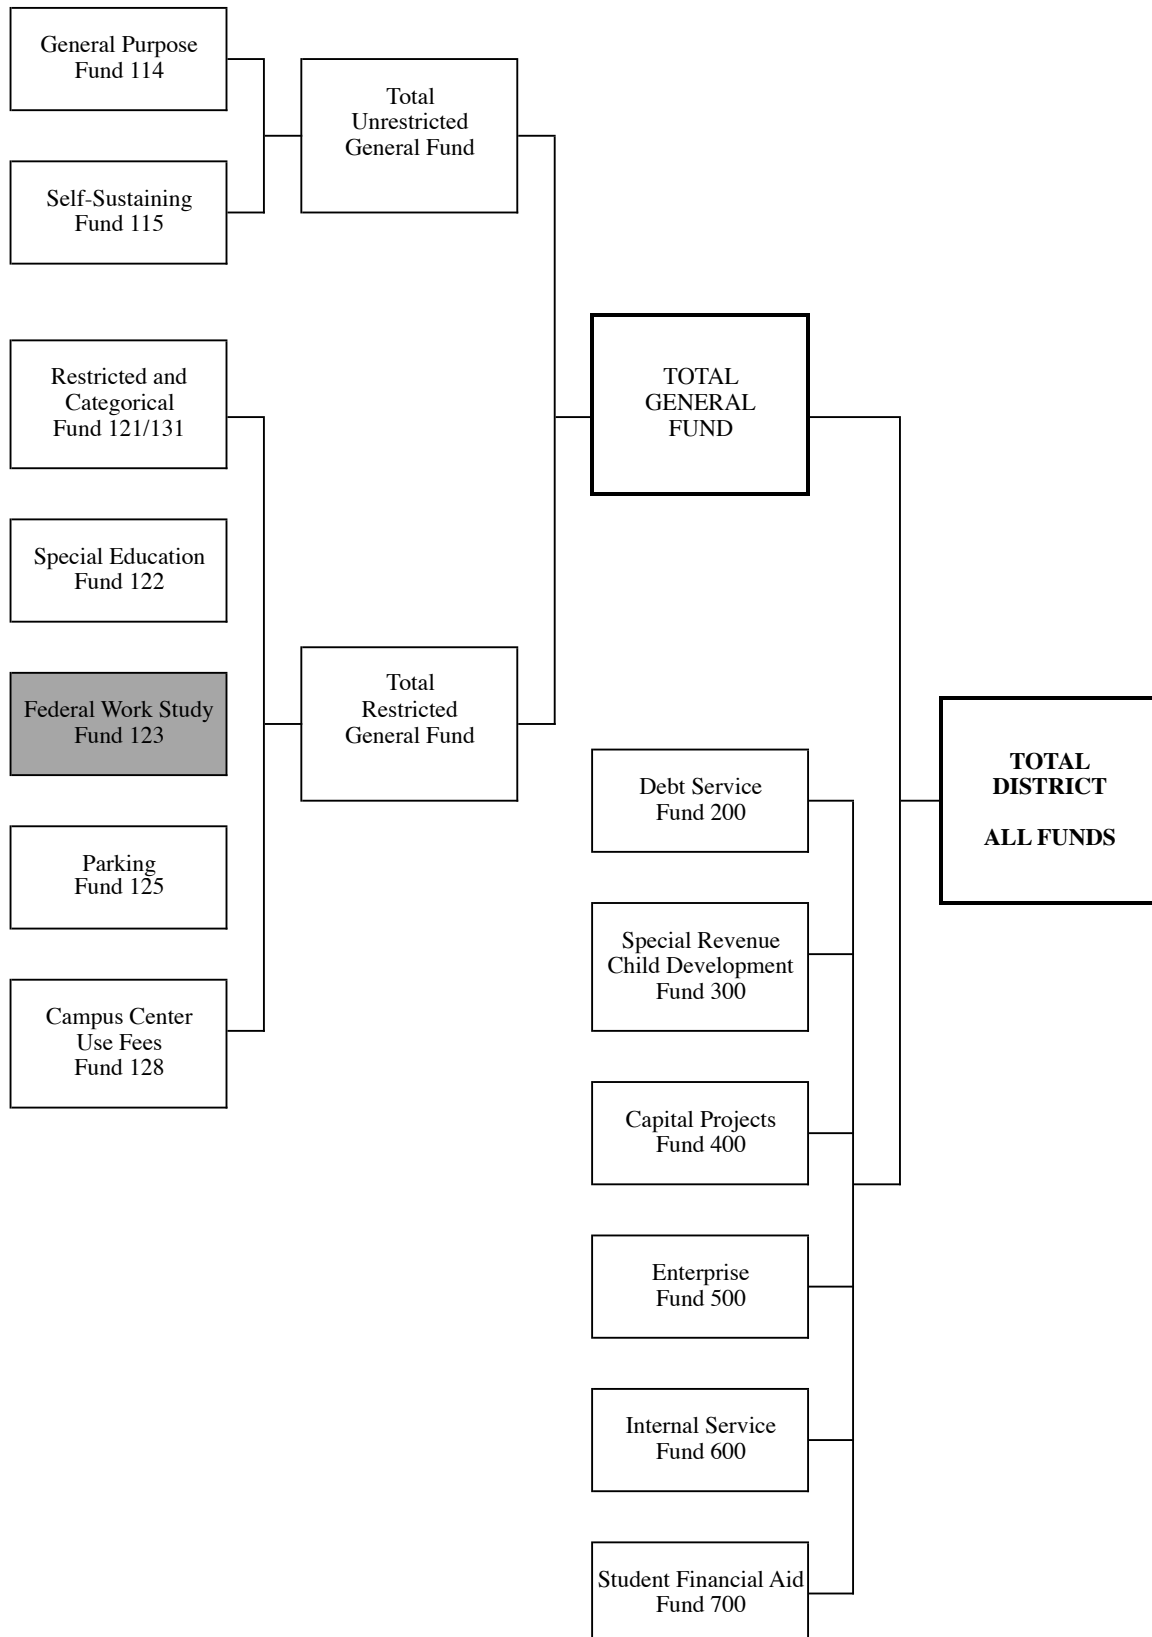 General Purpose
Fund 114
Self-Sustaining
Fund 115
Restricted and
Categorical
Fund 121/131
Special Education
Fund 122
Federal Work Study
Fund 123
Parking
Fund 125
Campus Center
Use Fees
Fund 128
Total
Unrestricted
General Fund
Total
Restricted
General Fund
TOTAL
GENERAL
FUND
Debt Service
Fund 200
Special Revenue
Child Development
Fund 300
Capital Projects
Fund 400
Enterprise
Fund 500
Internal Service
Fund 600
Student Financial Aid
Fund 700
TOTAL
DISTRICT
ALL FUNDS